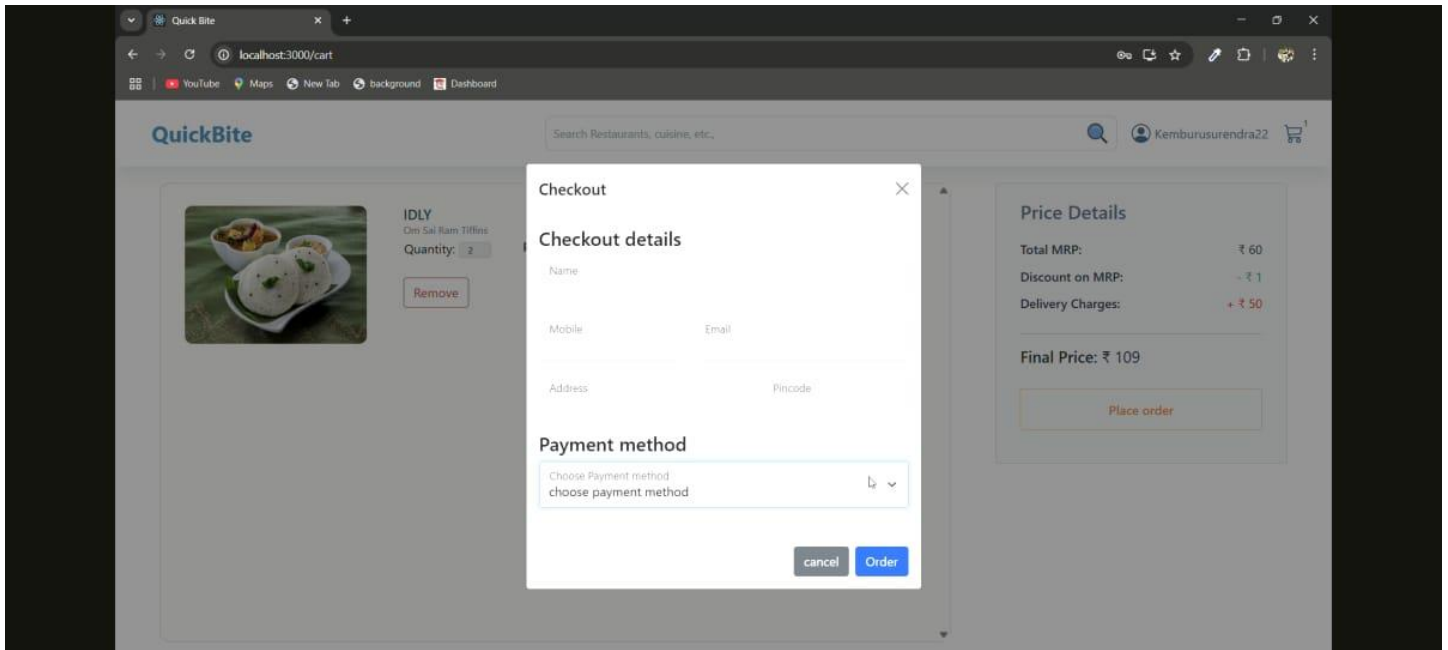 Quick Bite
localhost:3000/cart
YouTube Maps New Tab background Dashboard
QuickBite
Search Restaurants, cuisine, etc.,
Kemburusurendra22
1
IDLY
Om Sai Ram Tiffins
Quantity: 2
Remove
Checkout
Checkout details
Name
Mobile Email
Address Pincode
Payment method
Choose Payment method
choose payment method
cancel Order
Price Details
Total MRP: ₹ 60
Discount on MRP: - ₹ 1
Delivery Charges: + ₹ 50
Final Price: ₹ 109
Place order